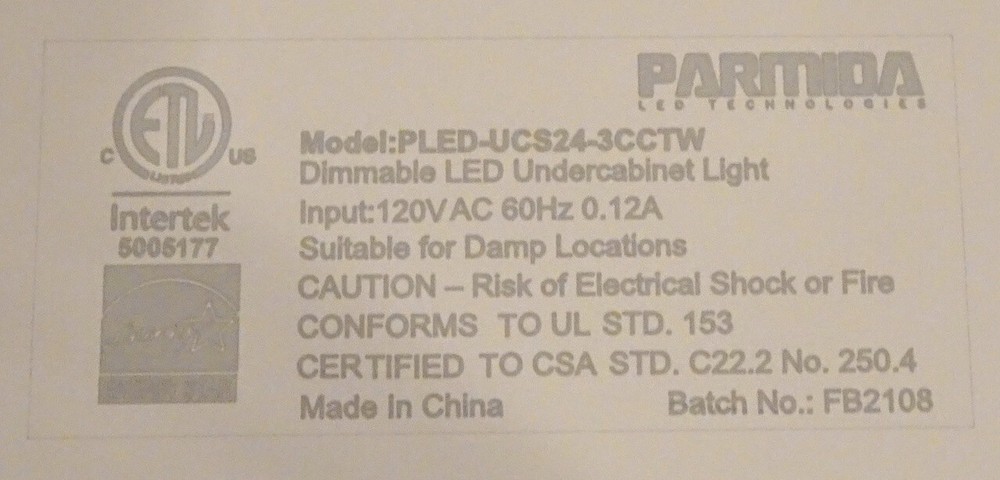 PARMIDA
LED TECHNOLOGIES
ETL
LISTED
C US
Intertek
5005177
Model:PLED-UCS24-3CCTW
Dimmable LED Undercabinet Light
Input:120VAC 60Hz 0.12A
Suitable for Damp Locations
CAUTION – Risk of Electrical Shock or Fire
CONFORMS TO UL STD. 153
CERTIFIED TO CSA STD. C22.2 No. 250.4
Made in China
Batch No.: FB2108